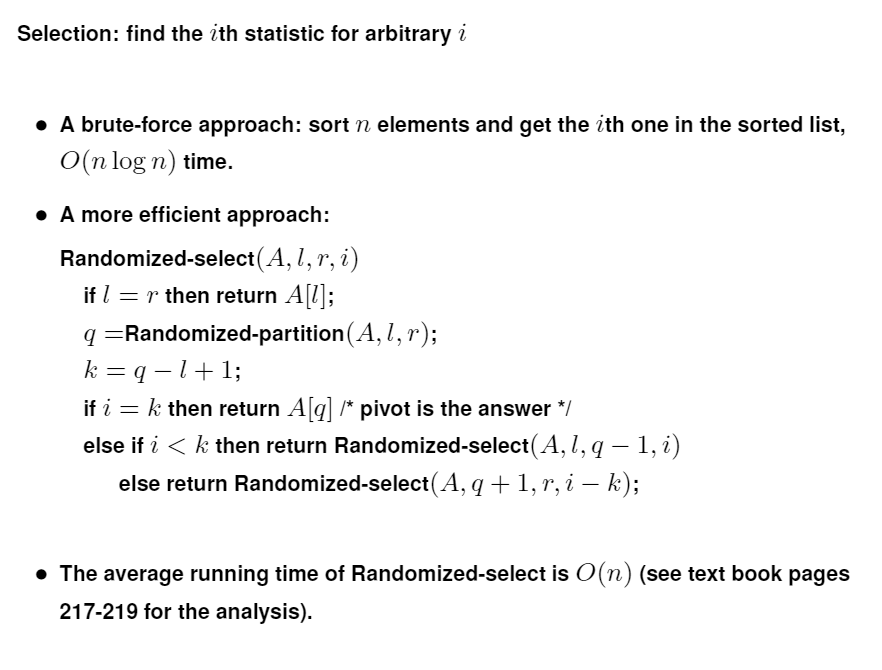 Selection: find the ith statistic for arbitrary i
• A brute-force approach: sort n elements and get the ith one in the sorted list,
O(n log n) time.
• A more efficient approach:
Randomized-select(A, l, r, i)
if l = r then return A[l];
q =Randomized-partition(A, l, r);
k = q − l + 1;
if i = k then return A[q] /* pivot is the answer */
else if i < k then return Randomized-select(A, l, q − 1, i)
else return Randomized-select(A, q + 1, r, i − k);
• The average running time of Randomized-select is O(n) (see text book pages
217-219 for the analysis).